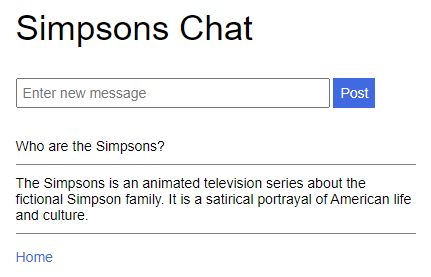 Simpsons Chat
Enter new message
Post
Who are the Simpsons?
The Simpsons is an animated television series about the
fictional Simpson family. It is a satirical portrayal of American life
and culture.
Home